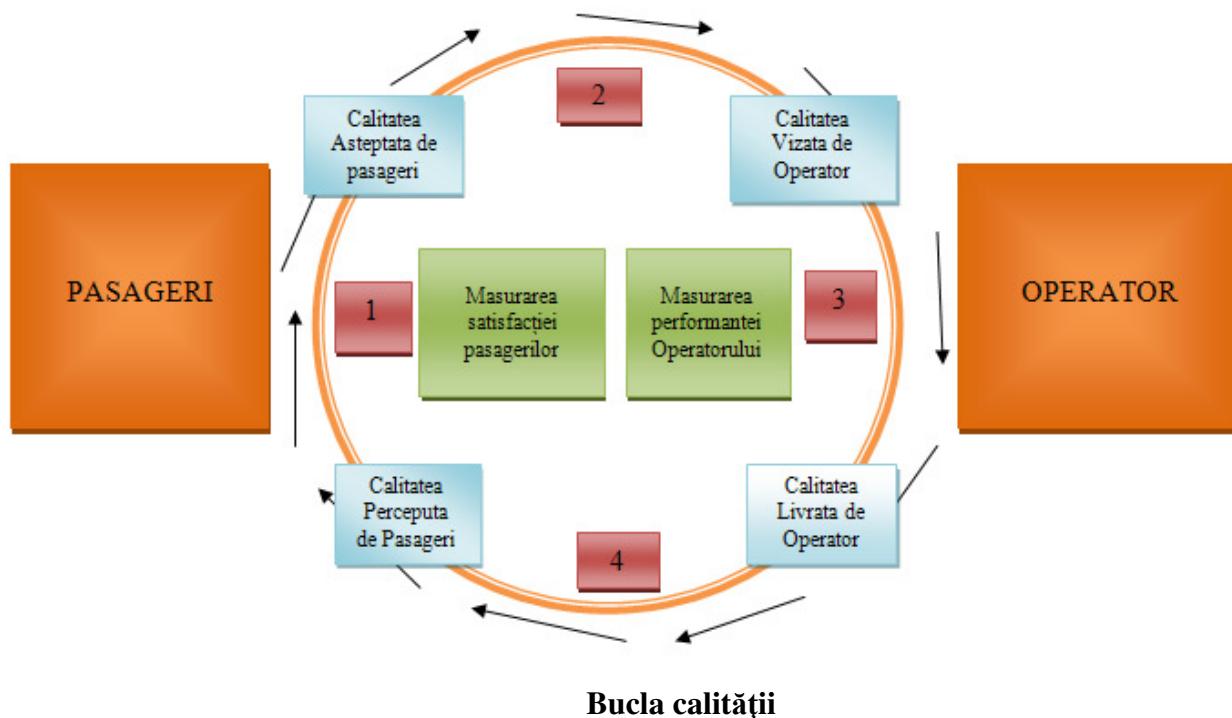 2
Calitatea
Asteptata de
pasageri
Calitatea
Vizata de
Operator
PASAGERI
1
Masurarea
satisfacției
pasagerilor
Masurarea
performantei
Operatorului
3
OPERATOR
Calitatea
Perceputa
de Pasageri
4
Calitatea
Livrata de
Operator
Bucla calităţii